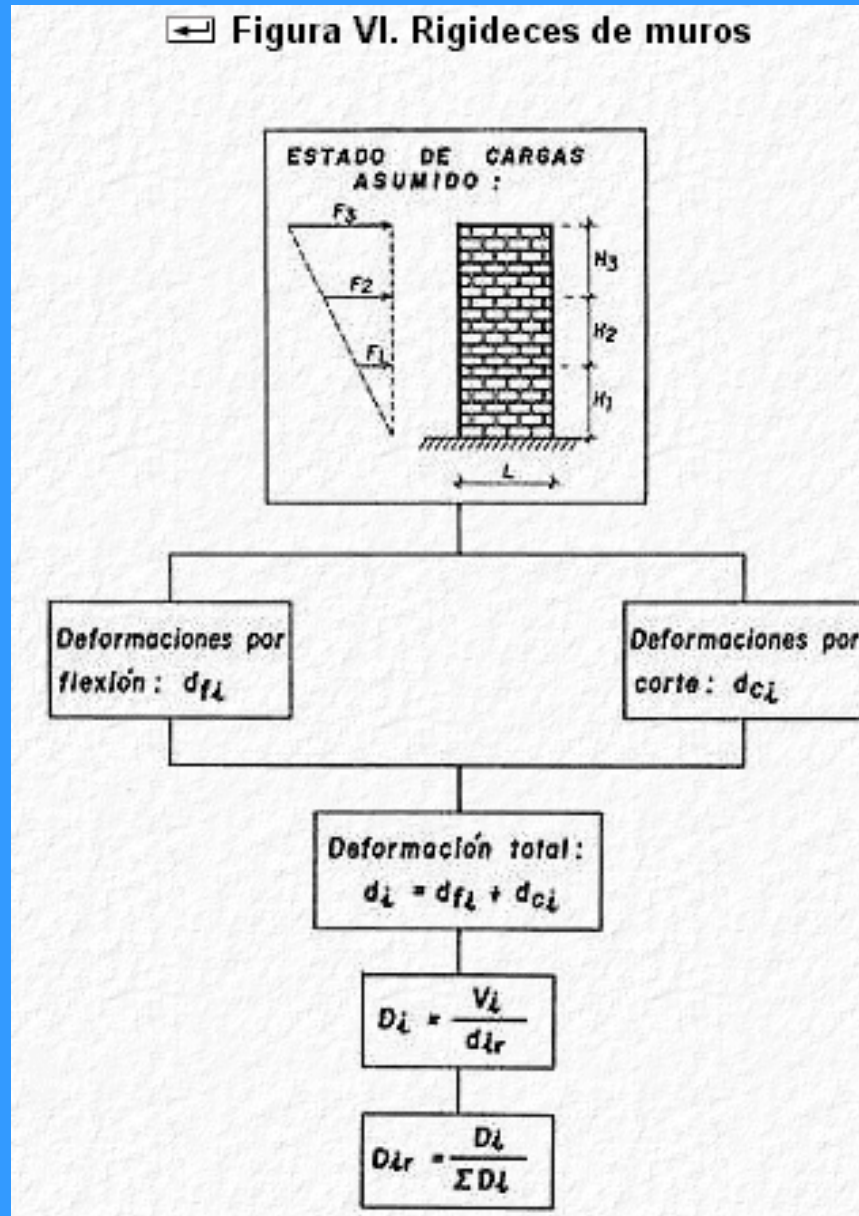 Figura VI. Rigideces de muros
ESTADO DE CARGAS
ASUMIDO :
F3
F2
F1
H3
H2
H1
L
Deformaciones por
flexión : dfi
Deformaciones por
corte : dci
Deformación total :
di = dfi + dci
Di = Vi / dir
Dir = Di / ΣDi